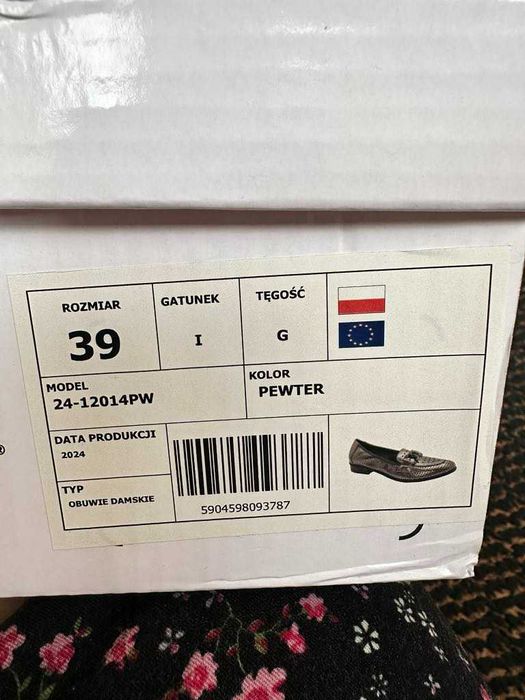 ROZMIAR
39
GATUNEK
I
TĘGOŚĆ
G
MODEL
24-12014PW
KOLOR
PEWTER
DATA PRODUKCJI
2024
TYP
OBUWIE DAMSKIE
5904598093787
®